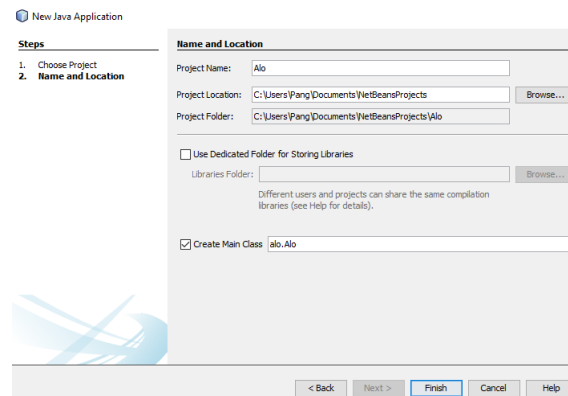 New Java Application
Steps
1. Choose Project
2. Name and Location
Name and Location
Project Name: Alo
Project Location: C:\Users\Pang\Documents\NetBeansProjects Browse...
Project Folder: C:\Users\Pang\Documents\NetBeansProjects\Alo
Use Dedicated Folder for Storing Libraries
Libraries Folder: Browse...
Different users and projects can share the same compilation
libraries (see Help for details).
Create Main Class alo.Alo
< Back Next > Finish Cancel Help